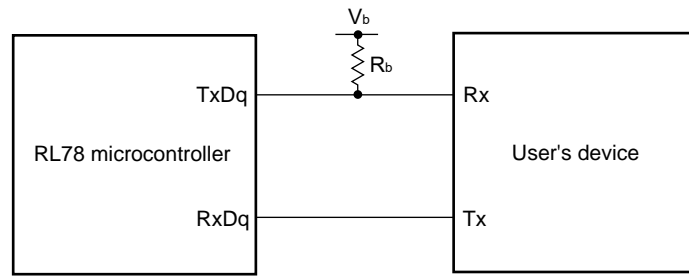 Vb
Rb
TxDq
Rx
RL78 microcontroller
User's device
RxDq
Tx